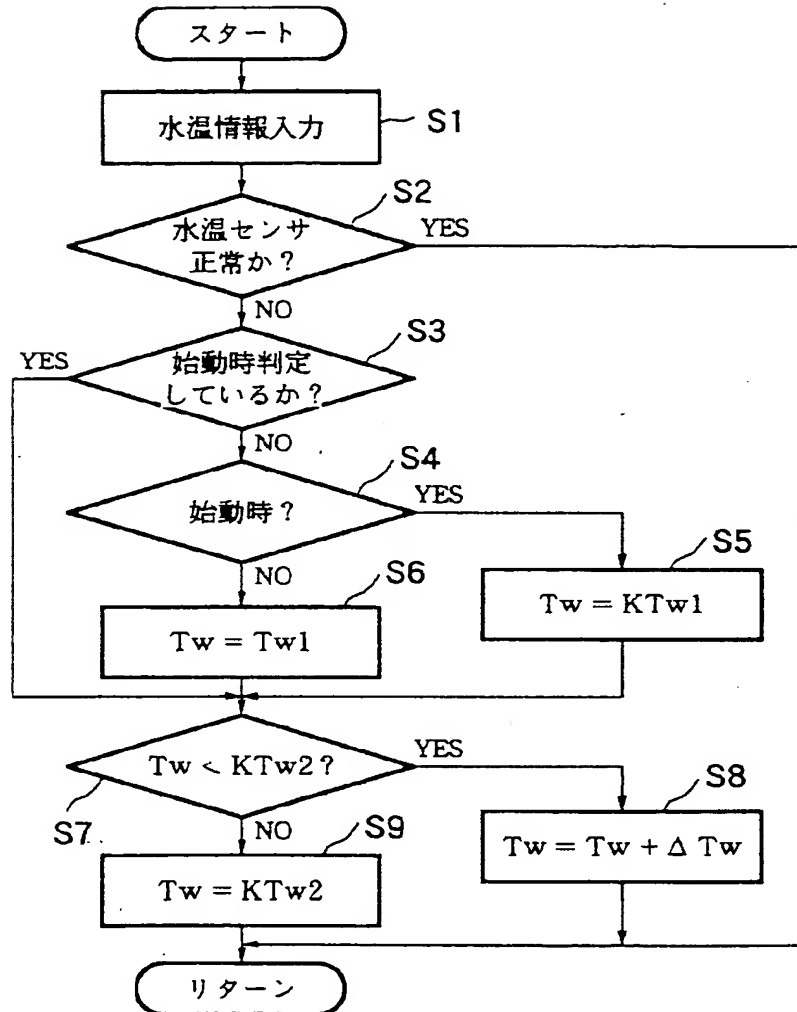 スタート
水温情報入力
S1
S2
水温センサ
正常か?
YES
NO
S3
YES
始動時判定
しているか?
NO
S4
始動時?
YES
NO
S5
Tw = KTw1
S6
Tw = Tw1
Tw < KTw2?
YES
S7
NO
S8
Tw = Tw + Δ Tw
S9
Tw = KTw2
リターン